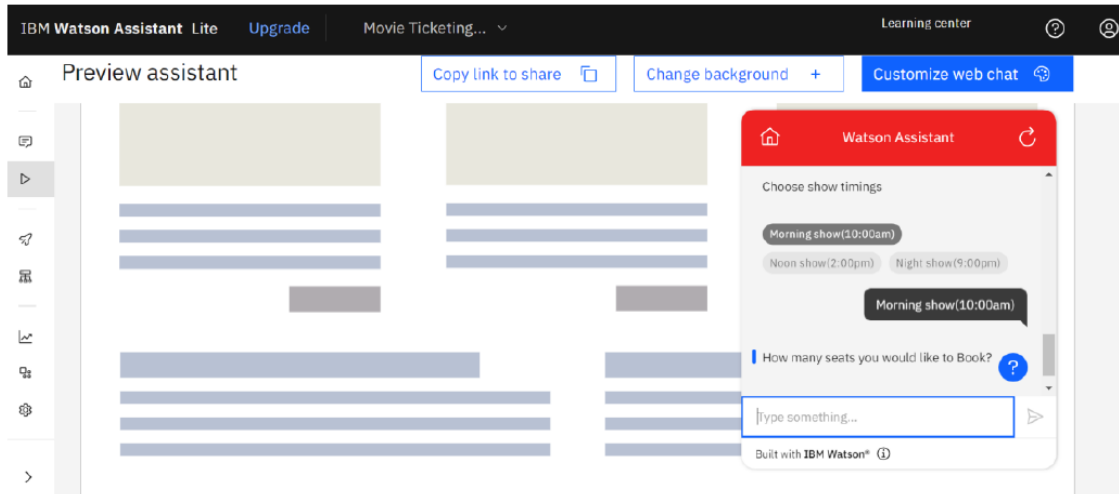 IBM Watson Assistant Lite Upgrade Movie Ticketing... Learning center
Preview assistant Copy link to share Change background + Customize web chat
Watson Assistant
Choose show timings
Morning show(10:00am)
Noon show(2:00pm) Night show(9:00pm)
Morning show(10:00am)
How many seats you would like to Book?
?
Type something...
Built with IBM Watson®